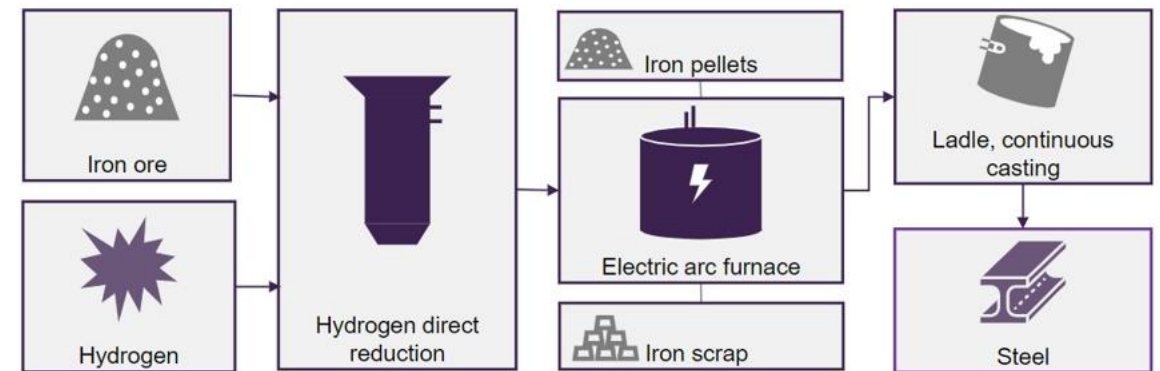 Iron ore
Hydrogen
Hydrogen direct
reduction
Iron pellets
Electric arc furnace
Iron scrap
Ladle, continuous
casting
Steel